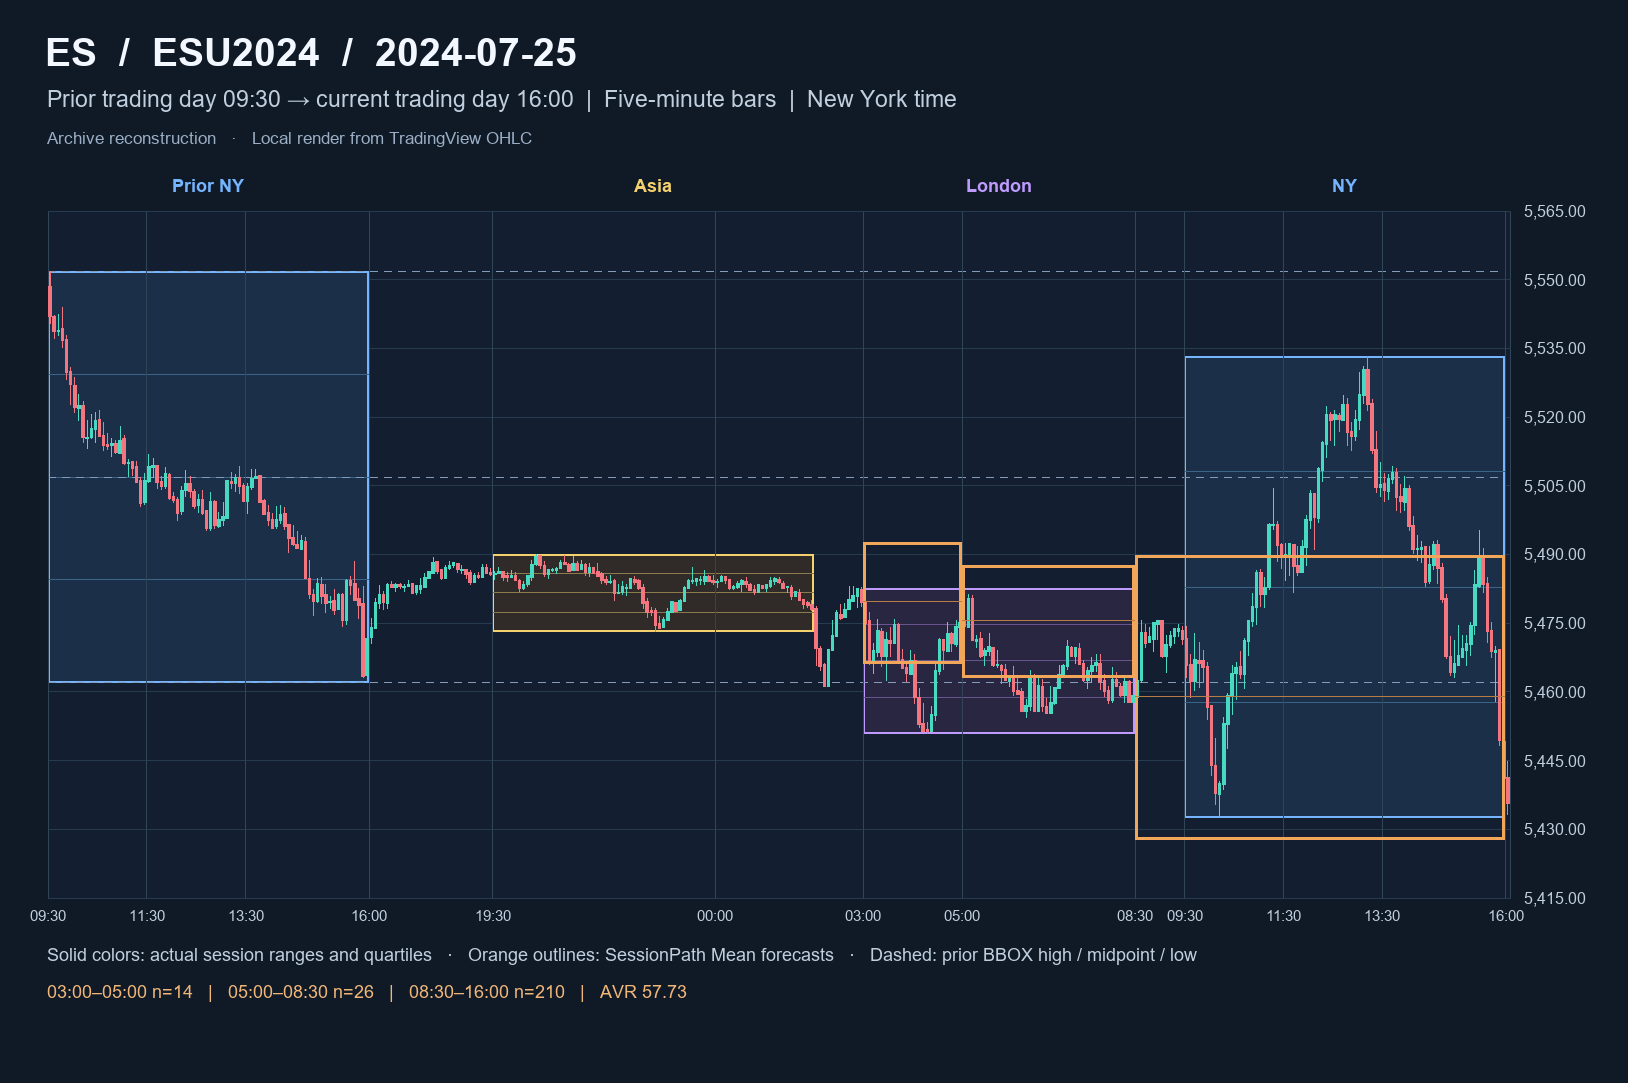 ES / ESU2024 / 2024-07-25
Prior trading day 09:30 → current trading day 16:00 | Five-minute bars | New York time
Archive reconstruction · Local render from TradingView OHLC
Prior NY Asia London NY
5,565.00
5,550.00
5,535.00
5,520.00
5,505.00
5,490.00
5,475.00
5,460.00
5,445.00
5,430.00
5,415.00
09:30 11:30 13:30 16:00 19:30 00:00 03:00 05:00 08:30 09:30 11:30 13:30 16:00
Solid colors: actual session ranges and quartiles · Orange outlines: SessionPath Mean forecasts · Dashed: prior BBOX high / midpoint / low
03:00–05:00 n=14 | 05:00–08:30 n=26 | 08:30–16:00 n=210 | AVR 57.73